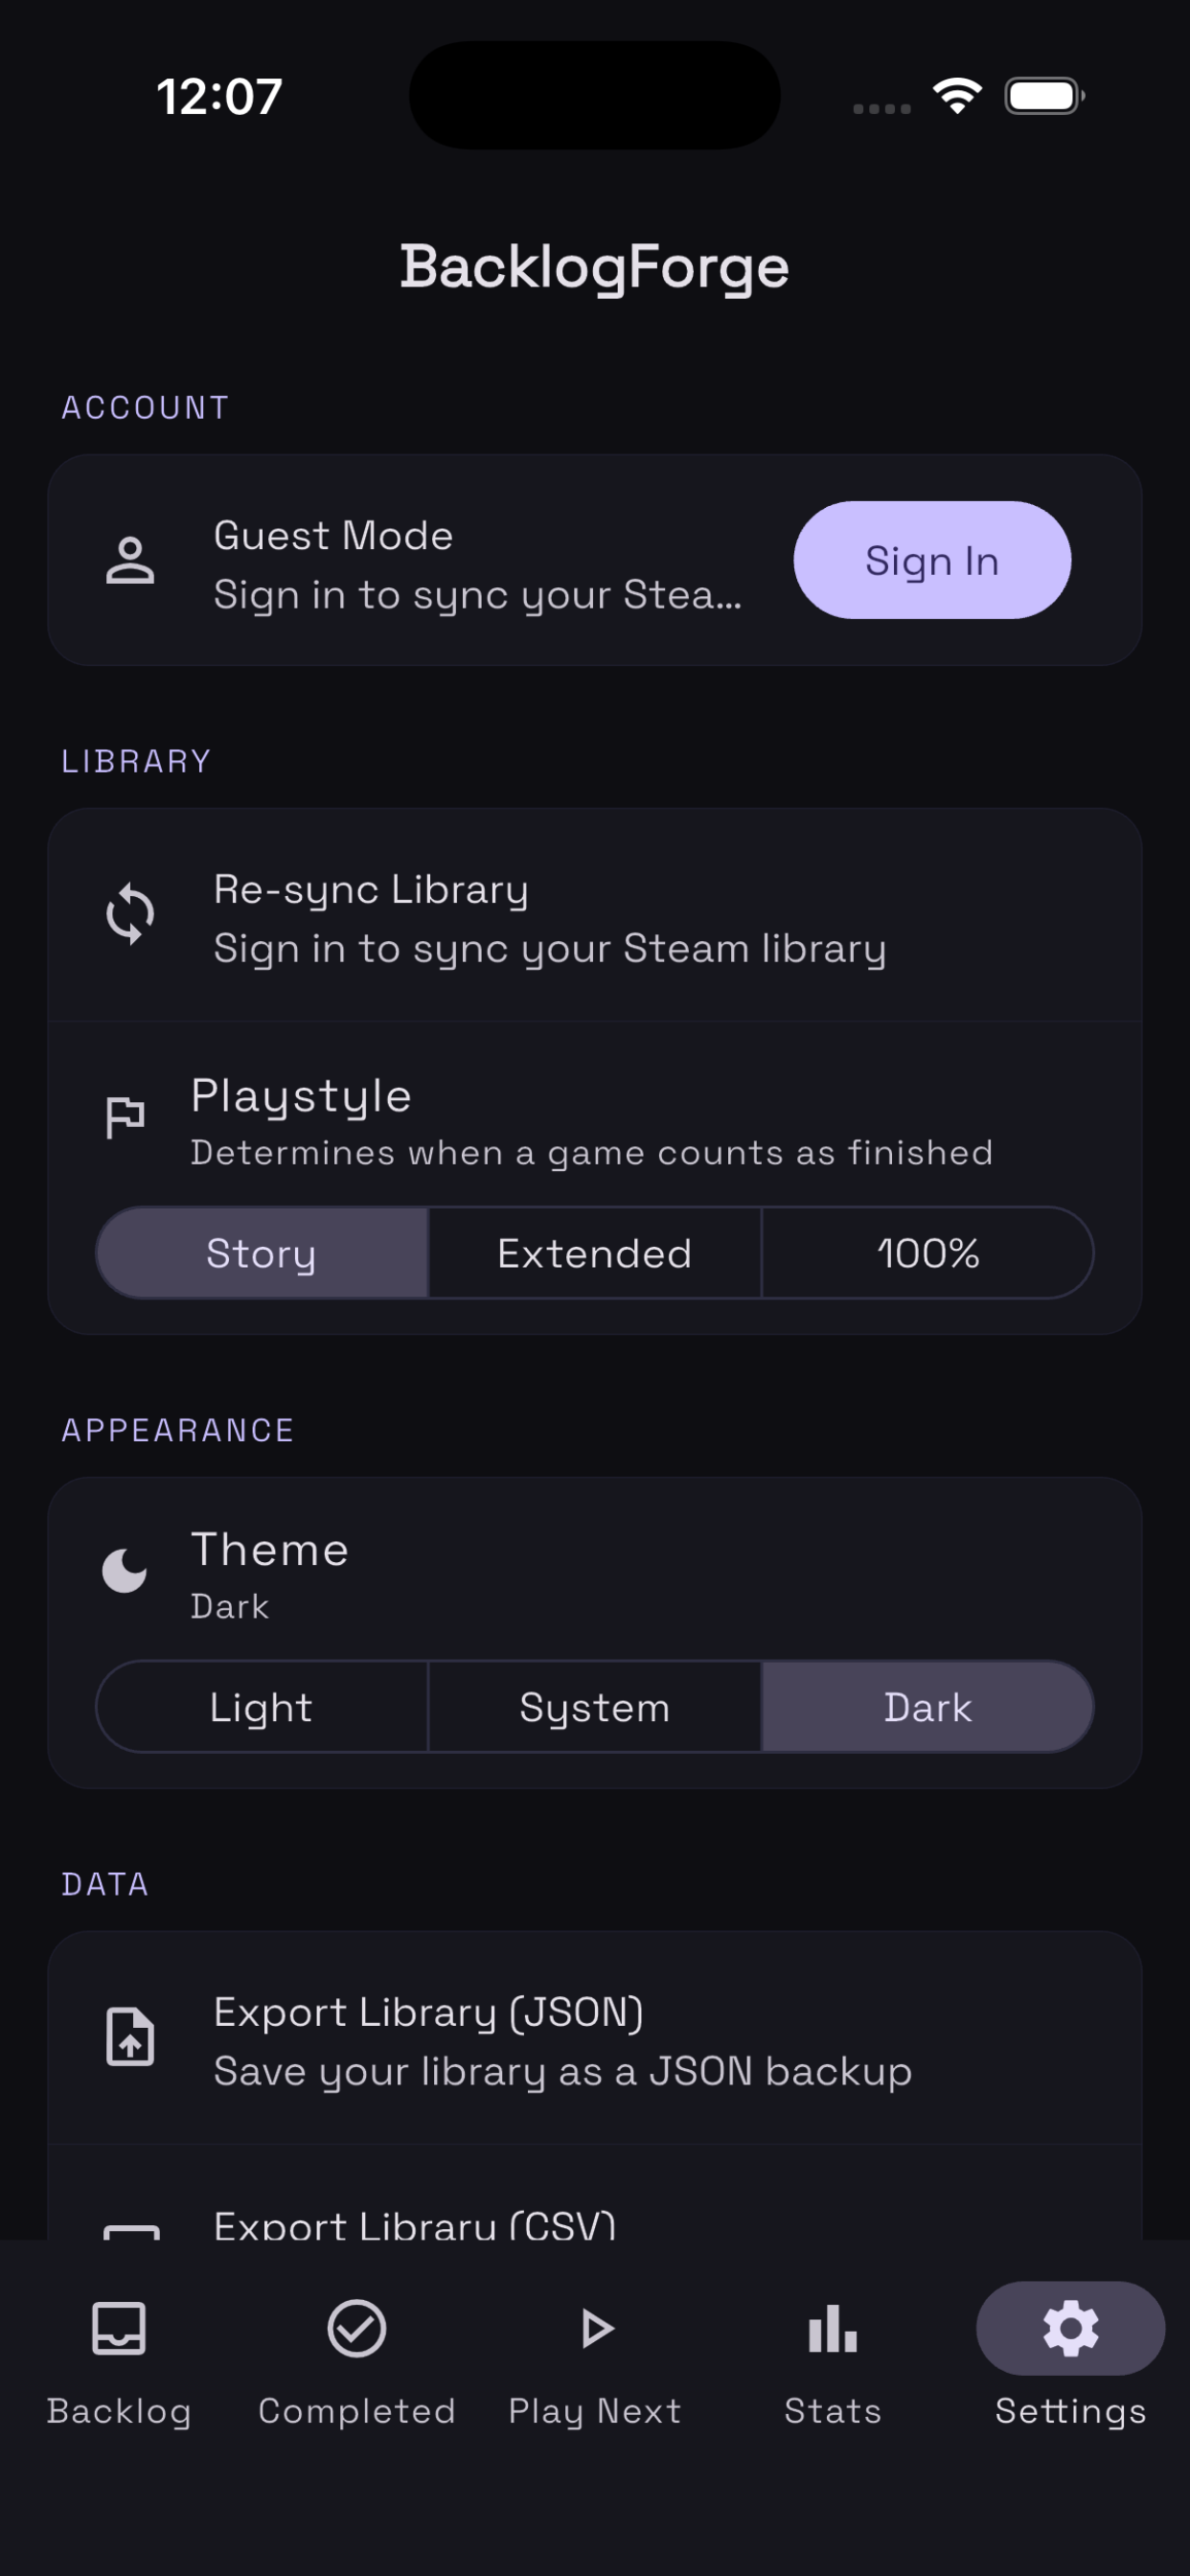 12:07
BacklogForge
ACCOUNT
Guest Mode
Sign in to sync your Stea...
Sign In
LIBRARY
Re-sync Library
Sign in to sync your Steam library
Playstyle
Determines when a game counts as finished
Story
Extended
100%
APPEARANCE
Theme
Dark
Light
System
Dark
DATA
Export Library (JSON)
Save your library as a JSON backup
Export Library (CSV)
Backlog
Completed
Play Next
Stats
Settings